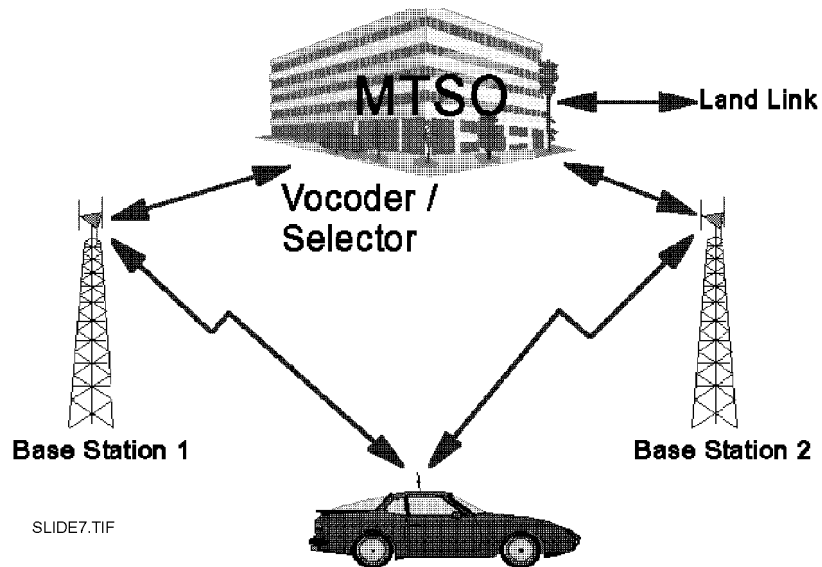 MTSO
Land Link
Vocoder /
Selector
Base Station 1
Base Station 2
SLIDE7.TIF